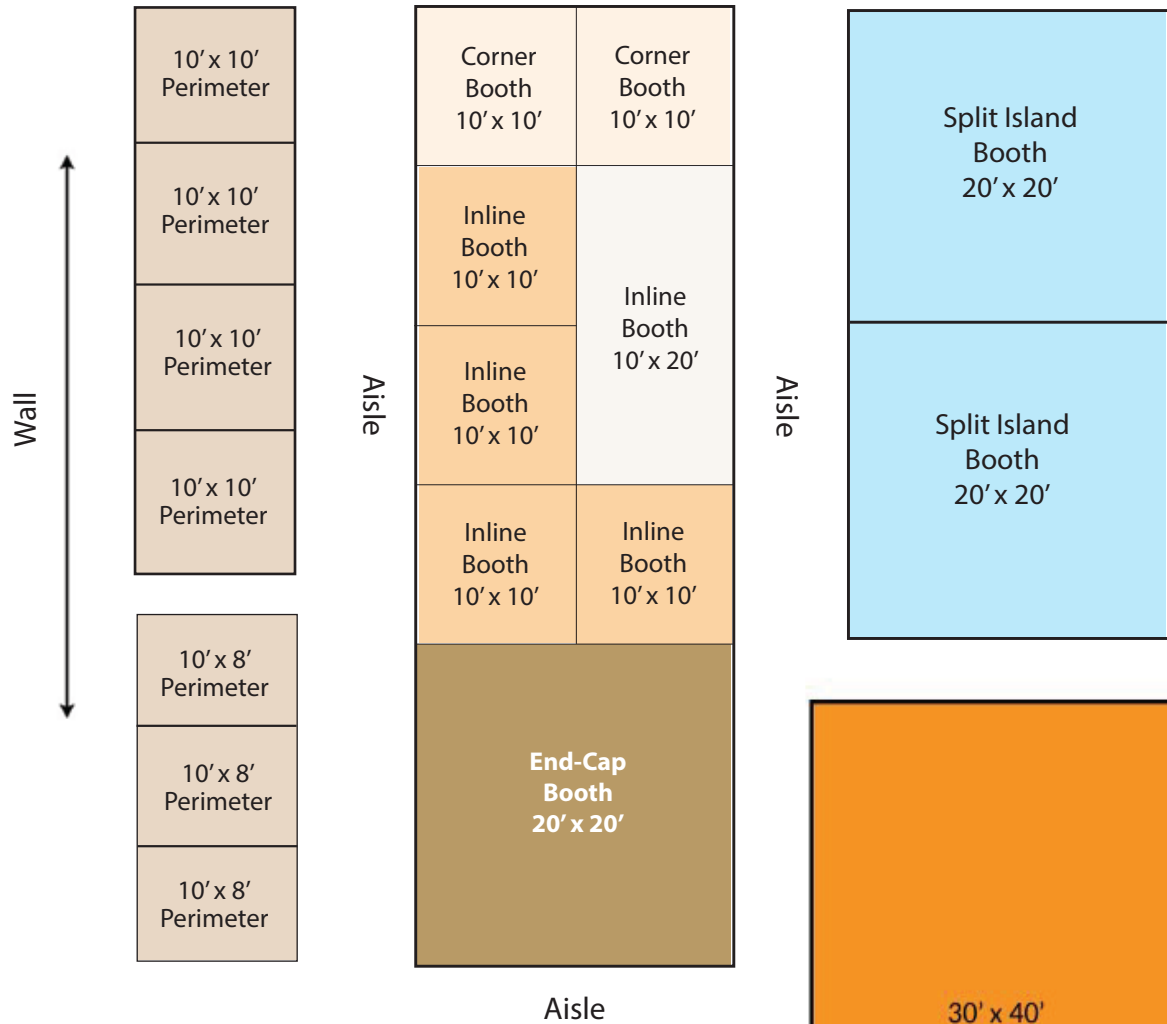 Wall
10’ x 10’
Perimeter
10’ x 10’
Perimeter
10’ x 10’
Perimeter
10’ x 10’
Perimeter
10’ x 8’
Perimeter
10’ x 8’
Perimeter
10’ x 8’
Perimeter
Aisle
Corner
Booth
10’ x 10’
Corner
Booth
10’ x 10’
Inline
Booth
10’ x 10’
Inline
Booth
10’ x 20’
Inline
Booth
10’ x 10’
Inline
Booth
10’ x 10’
Inline
Booth
10’ x 10’
End-Cap
Booth
20’ x 20’
Aisle
Aisle
Split Island
Booth
20’ x 20’
Split Island
Booth
20’ x 20’
30’ x 40’